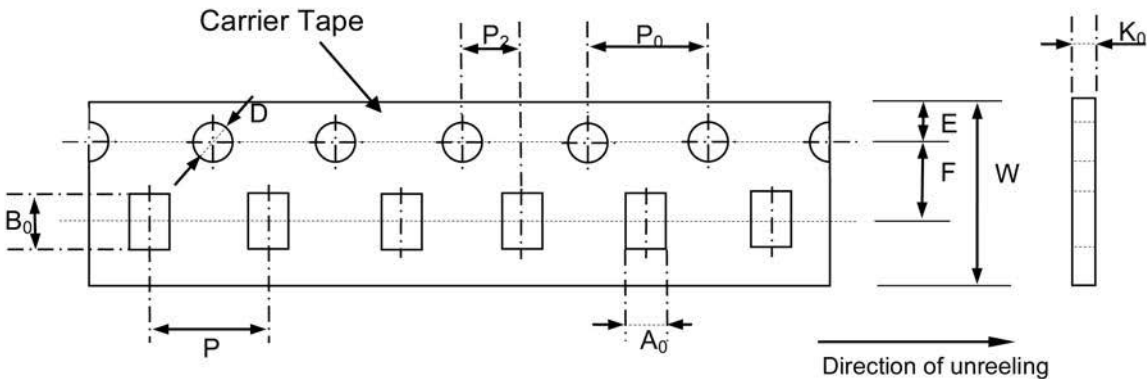 Carrier Tape
P2
P0
K0
D
E
F
W
B0
P
A0
Direction of unreeling